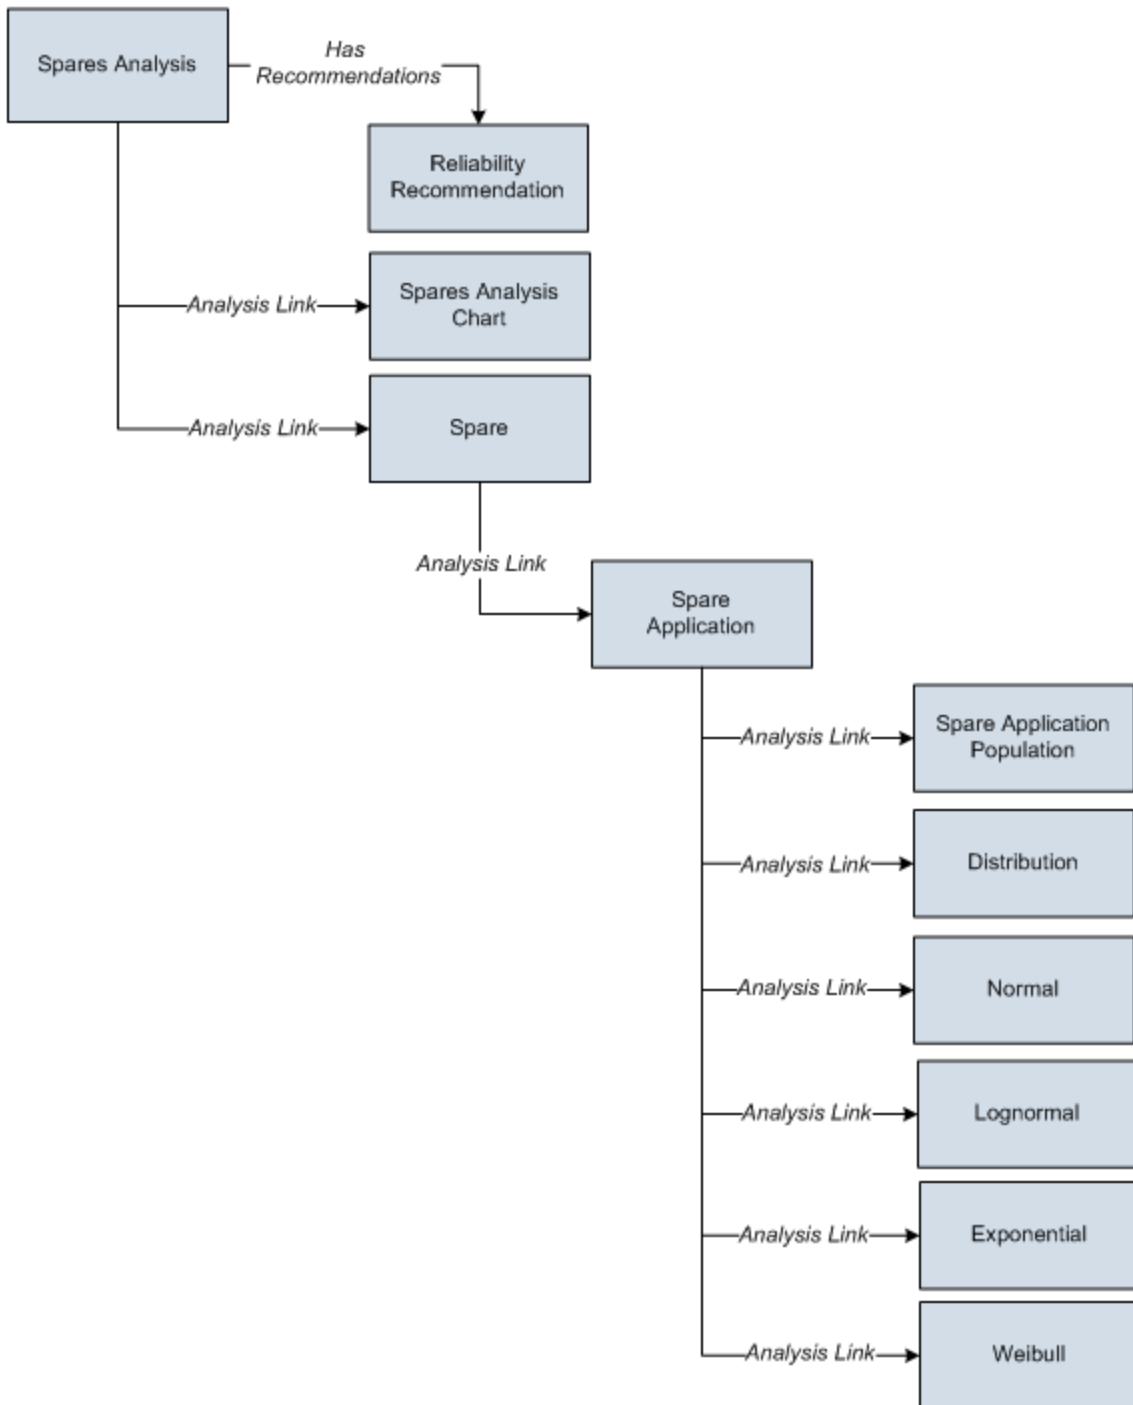 Spares Analysis
Has
Recommendations
Reliability
Recommendation
Analysis Link
Spares Analysis
Chart
Analysis Link
Spare
Analysis Link
Spare
Application
Analysis Link
Spare Application
Population
Analysis Link
Distribution
Analysis Link
Normal
Analysis Link
Lognormal
Analysis Link
Exponential
Analysis Link
Weibull